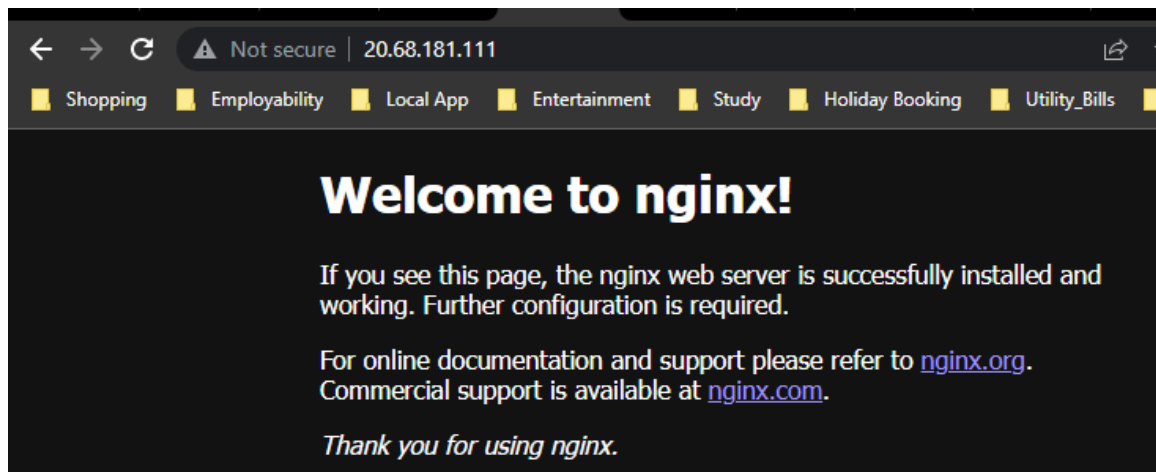 Not secure | 20.68.181.111
Shopping Employability Local App Entertainment Study Holiday Booking Utility_Bills
Welcome to nginx!
If you see this page, the nginx web server is successfully installed and
working. Further configuration is required.
For online documentation and support please refer to nginx.org.
Commercial support is available at nginx.com.
Thank you for using nginx.